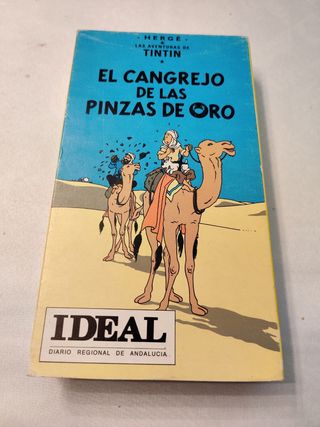 · HERGÉ ·
LAS AVENTURAS DE
TINTIN
EL CANGREJO
DE LAS
PINZAS DE ORO
IDEAL
DIARIO REGIONAL DE ANDALUCIA